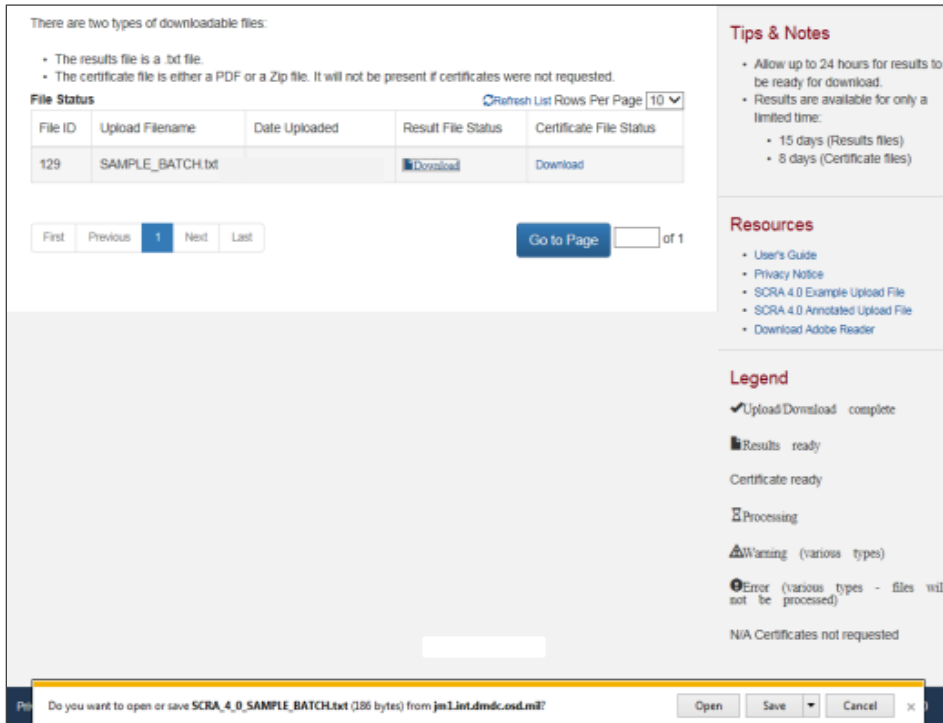 There are two types of downloadable files:
• The results file is a .txt file.
• The certificate file is either a PDF or a Zip file. It will not be present if certificates were not requested.
File Status Refresh List Rows Per Page 10
File ID Upload Filename Date Uploaded Result File Status Certificate File Status
129 SAMPLE_BATCH.txt Download Download
First Previous 1 Next Last Go to Page of 1
Tips & Notes
• Allow up to 24 hours for results to
be ready for download.
• Results are available for only a
limited time:
• 15 days (Results files)
• 8 days (Certificate files)
Resources
• User's Guide
• Privacy Notice
• SCRA 4.0 Example Upload File
• SCRA 4.0 Annotated Upload File
• Download Adobe Reader
Legend
Upload/Download complete
Results ready
Certificate ready
Processing
Warning (various types)
Error (various types - files will
not be processed)
N/A Certificates not requested
Do you want to open or save SCRA_4_0_SAMPLE_BATCH.txt (186 bytes) from jm1.int.dmdc.osd.mil? Open Save Cancel